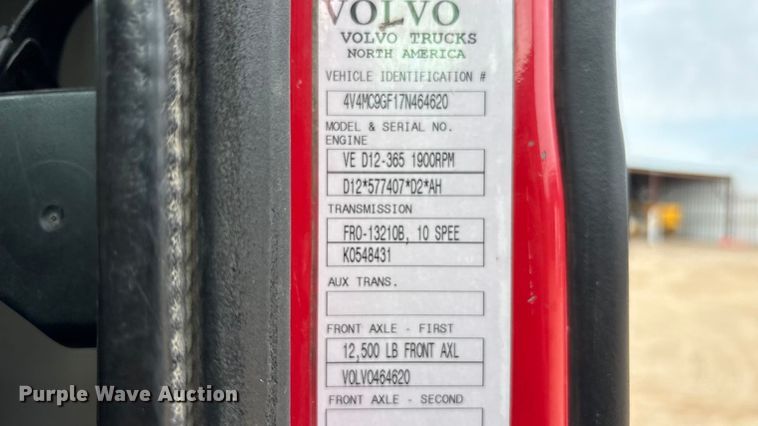 VOLVO
VOLVO TRUCKS
NORTH AMERICA
VEHICLE IDENTIFICATION #
4V4MC9GF17N464620
MODEL & SERIAL NO.
ENGINE
VE D12-365 1900RPM
D12*577407*D2*AH
TRANSMISSION
FRO-13210B, 10 SPEE
K0548431
AUX TRANS.
FRONT AXLE - FIRST
12,500 LB FRONT AXL
VOLVO464620
FRONT AXLE - SECOND
Purple Wave Auction